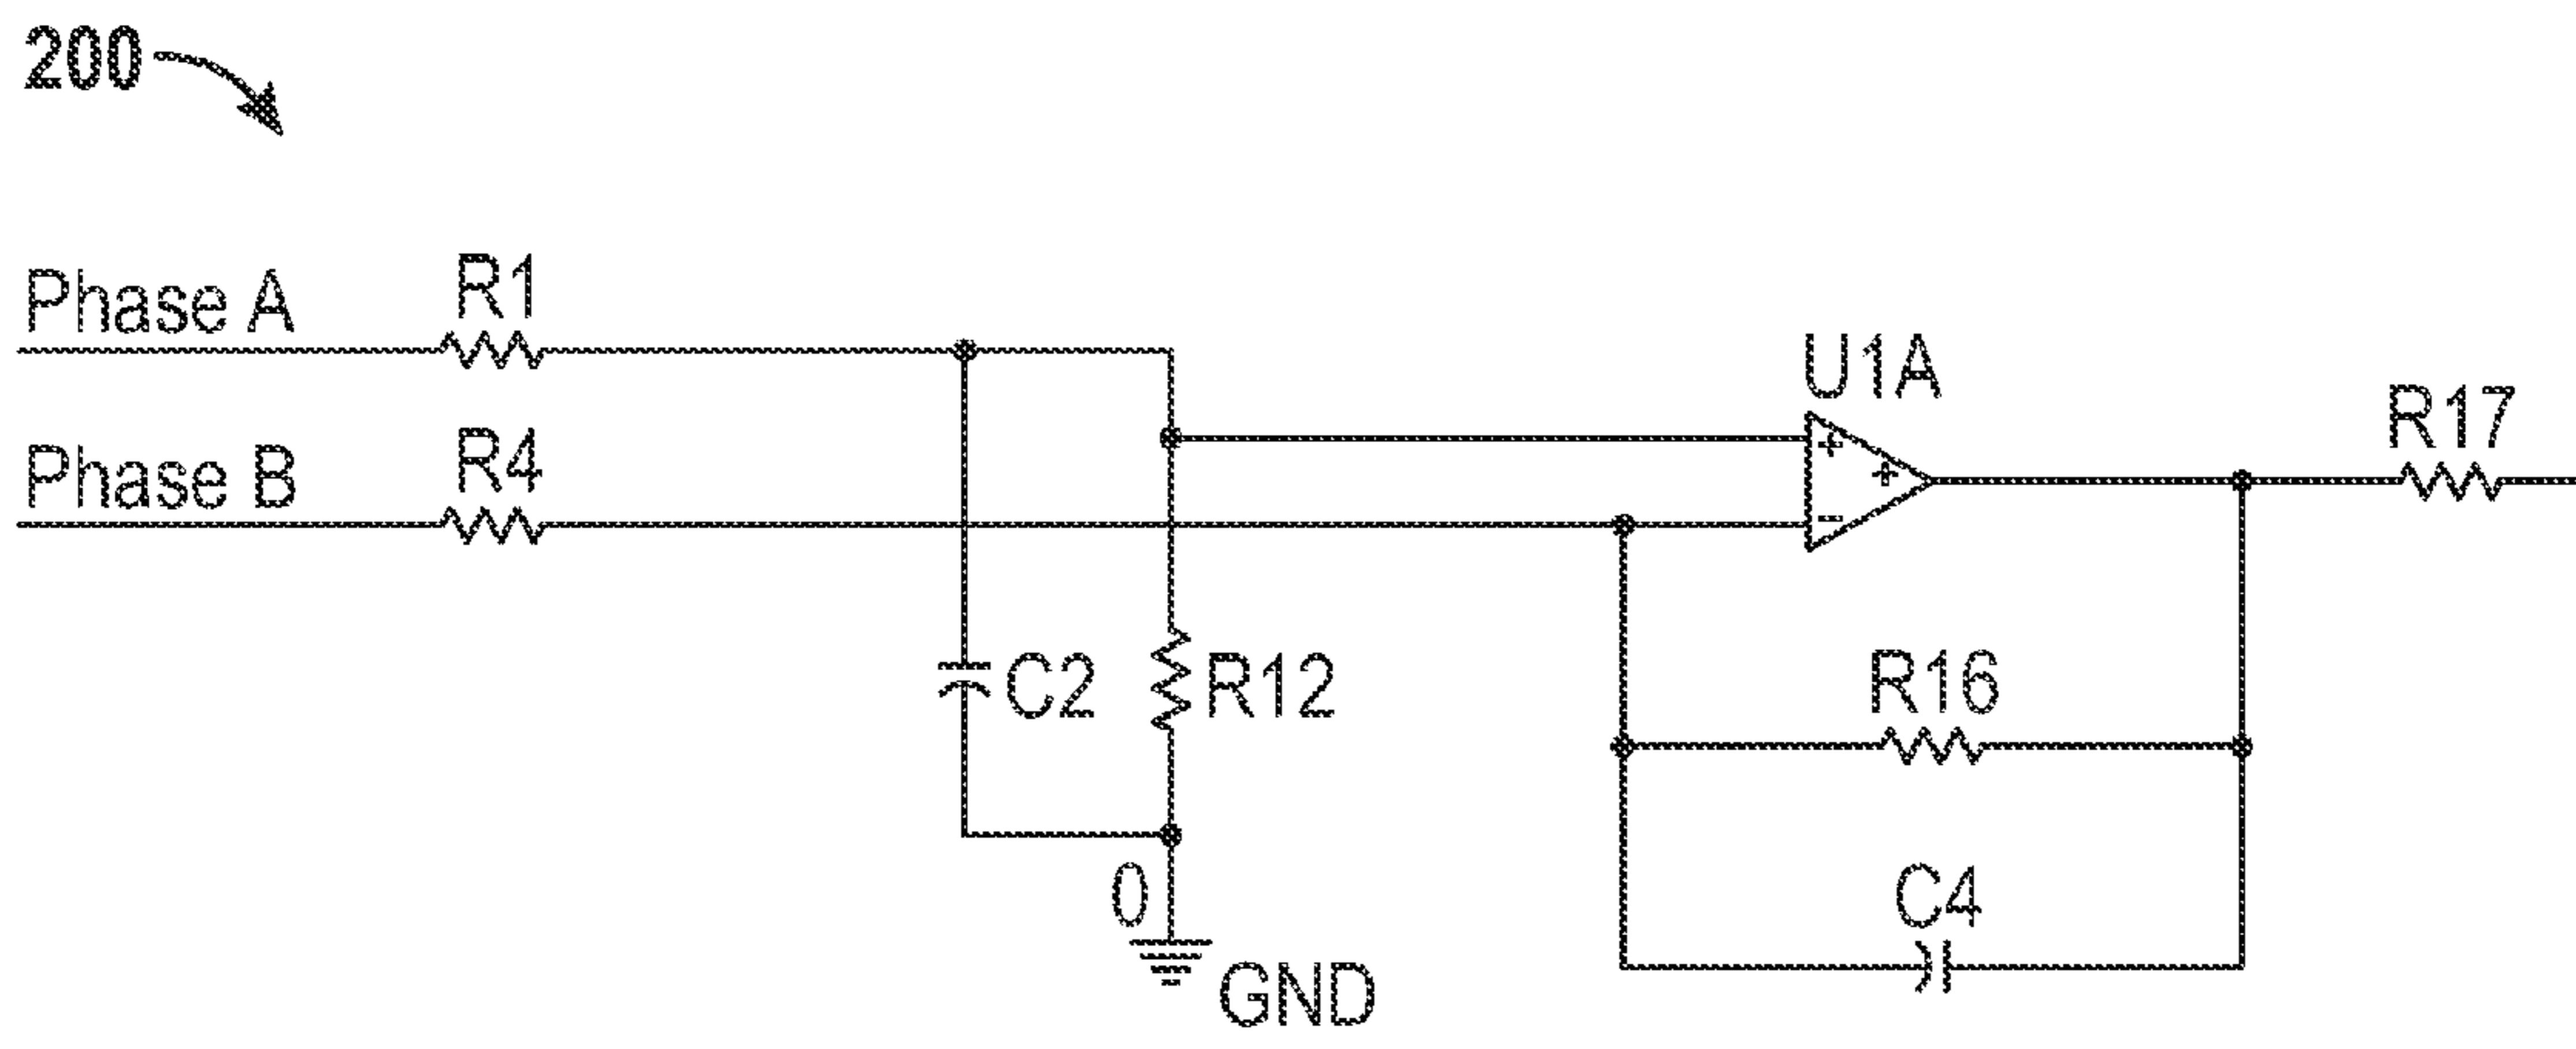 200
Phase A
R1
Phase B
R4
U1A
+
+
−
R17
C2
R12
R16
0
C4
GND